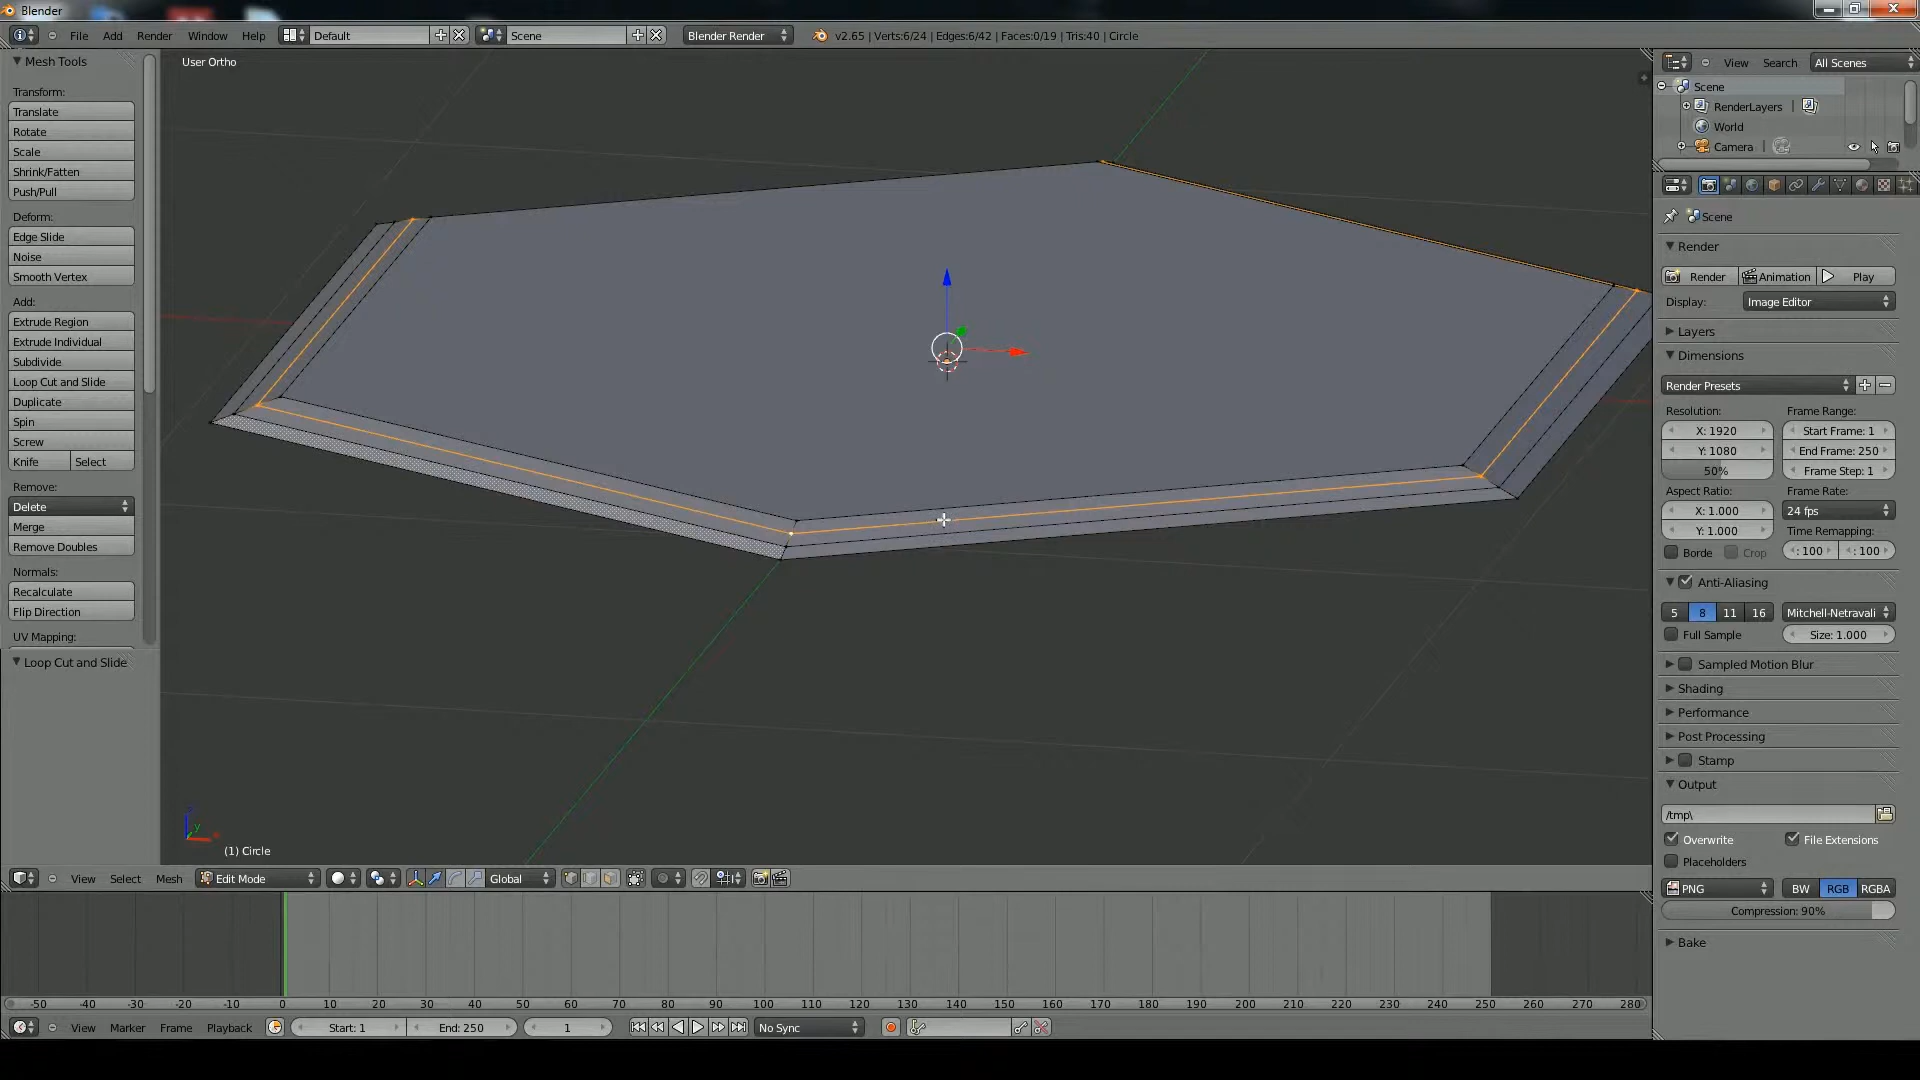 Blender
File Add Render Window Help Default Scene Blender Render v2.65 | Verts:6/24 | Edges:6/42 | Faces:0/19 | Tris:40 | Circle
Mesh Tools
Transform:
Translate
Rotate
Scale
Shrink/Fatten
Push/Pull
Deform:
Edge Slide
Noise
Smooth Vertex
Add:
Extrude Region
Extrude Individual
Subdivide
Loop Cut and Slide
Duplicate
Spin
Screw
Knife Select
Remove:
Delete
Merge
Remove Doubles
Normals:
Recalculate
Flip Direction
UV Mapping:
Loop Cut and Slide
User Ortho
y
(1) Circle
View Select Mesh Edit Mode Global
-50 -40 -30 -20 -10 0 10 20 30 40 50 60 70 80 90 100 110 120 130 140 150 160 170 180 190 200 210 220 230 240 250 260 270 280
View Marker Frame Playback Start: 1 End: 250 1 No Sync
View Search All Scenes
Scene
RenderLayers
World
Camera
Scene
Render
Render Animation Play
Display: Image Editor
Layers
Dimensions
Render Presets
Resolution: Frame Range:
X: 1920 Start Frame: 1
Y: 1080 End Frame: 250
50% Frame Step: 1
Aspect Ratio: Frame Rate:
X: 1.000 24 fps
Y: 1.000 Time Remapping:
Borde Crop : 100 : 100
Anti-Aliasing
5 8 11 16 Mitchell-Netravali
Full Sample Size: 1.000
Sampled Motion Blur
Shading
Performance
Post Processing
Stamp
Output
/tmp\
Overwrite File Extensions
Placeholders
PNG BW RGB RGBA
Compression: 90%
Bake